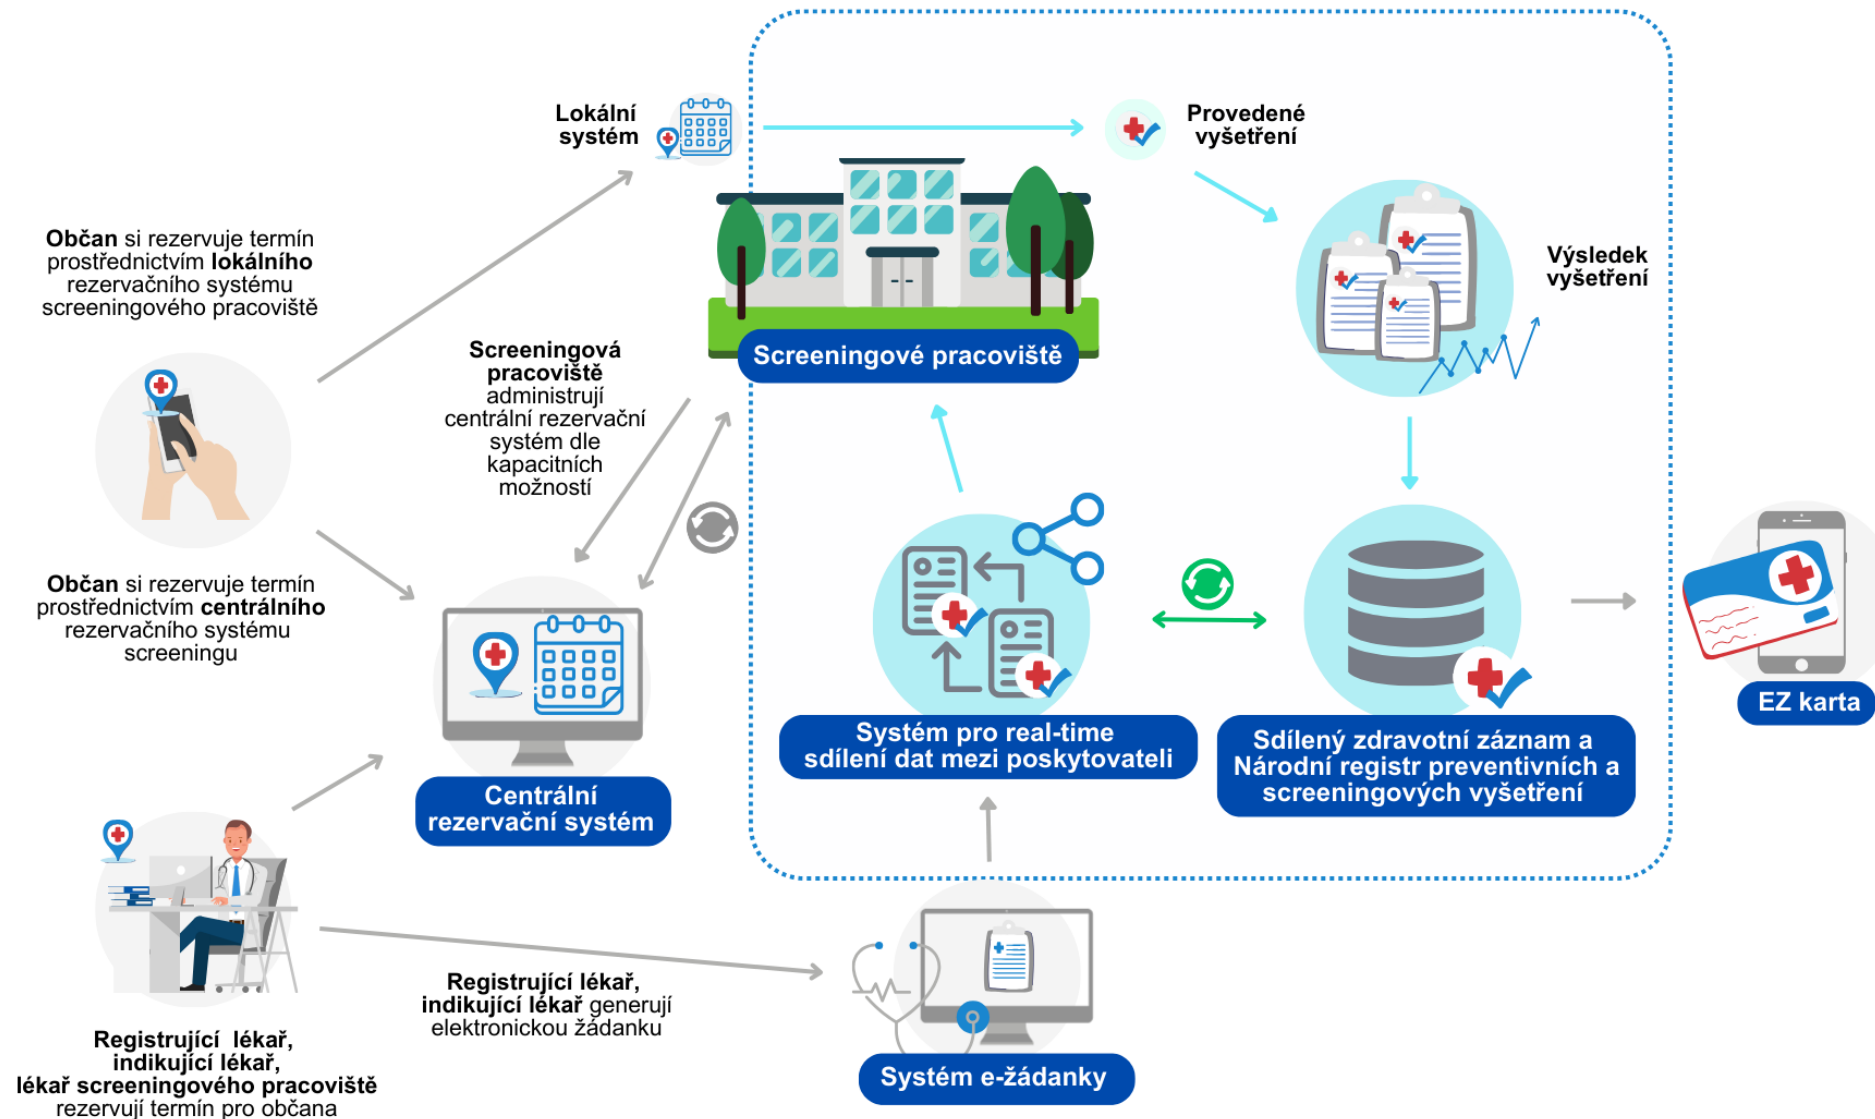 Lokální
systém
Provedené
vyšetření
Občan si rezervuje termín
prostřednictvím lokálního
rezervačního systému
screeningového pracoviště
Výsledek
vyšetření
Screeningové pracoviště
Screeningová
pracoviště
administrují
centrální rezervační
systém dle
kapacitních
možností
Občan si rezervuje termín
prostřednictvím centrálního
rezervačního systému
screeningu
EZ karta
Systém pro real-time
sdílení dat mezi poskytovateli
Sdílený zdravotní záznam a
Národní registr preventivních a
screeningových vyšetření
Centrální
rezervační systém
Registrující lékař,
indikující lékař generují
elektronickou žádanku
Registrující lékař,
indikující lékař,
lékař screeningového pracoviště
rezervují termín pro občana
Systém e-žádanky